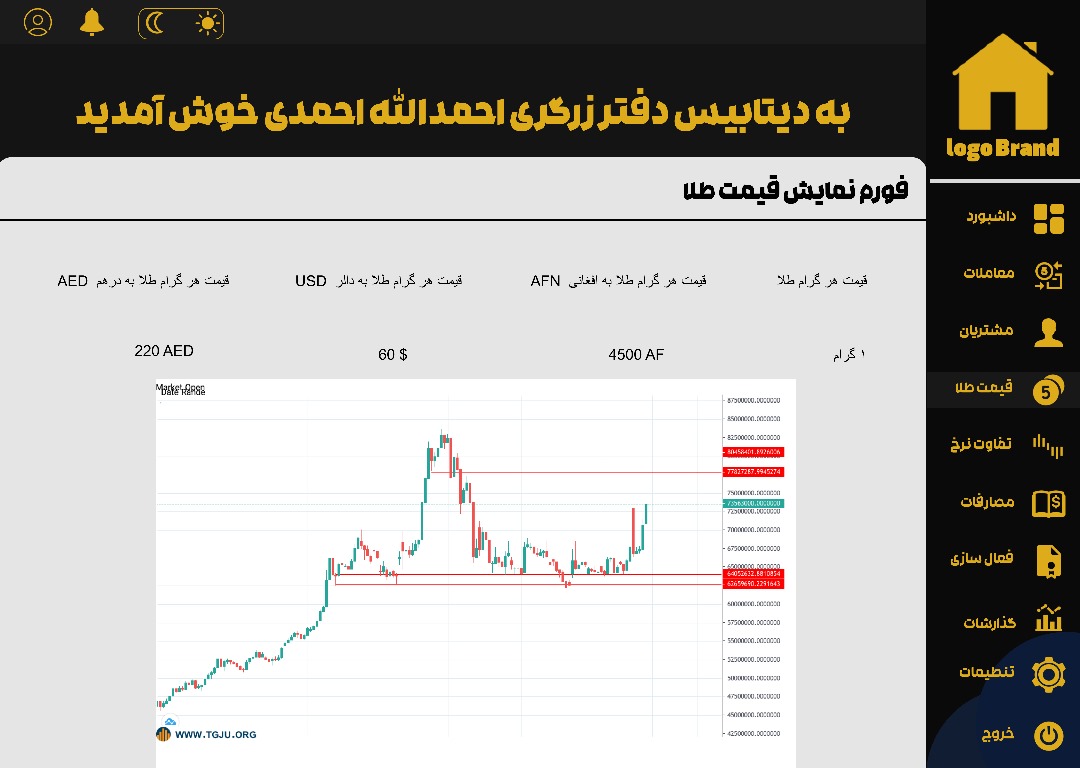 به دیتابیس دفتر زرگری احمدالله احمدی خوش آمدید
logo Brand
فورم نمایش قیمت طلا
داشبورد
معاملات
مشتریان
قیمت طلا
تفاوت نرخ
مصارفات
فعال سازی
گذارشات
تنظیمات
خروج
قیمت هر گرام طلا
قیمت هر گرام طلا به افغانی AFN
قیمت هر گرام طلا به دالر USD
قیمت هر گرام طلا به درهم AED
۱ گرام
4500 AF
60 $
220 AED
Market Open
Date Range
87500000.0000000
85000000.0000000
82500000.0000000
80458401.8926006
77827287.9945274
75000000.0000000
73563000.0000000
72500000.0000000
70000000.0000000
67500000.0000000
65000000.0000000
64052632.8810854
62659690.2291643
60000000.0000000
57500000.0000000
55000000.0000000
52500000.0000000
50000000.0000000
47500000.0000000
45000000.0000000
42500000.0000000
WWW.TGJU.ORG